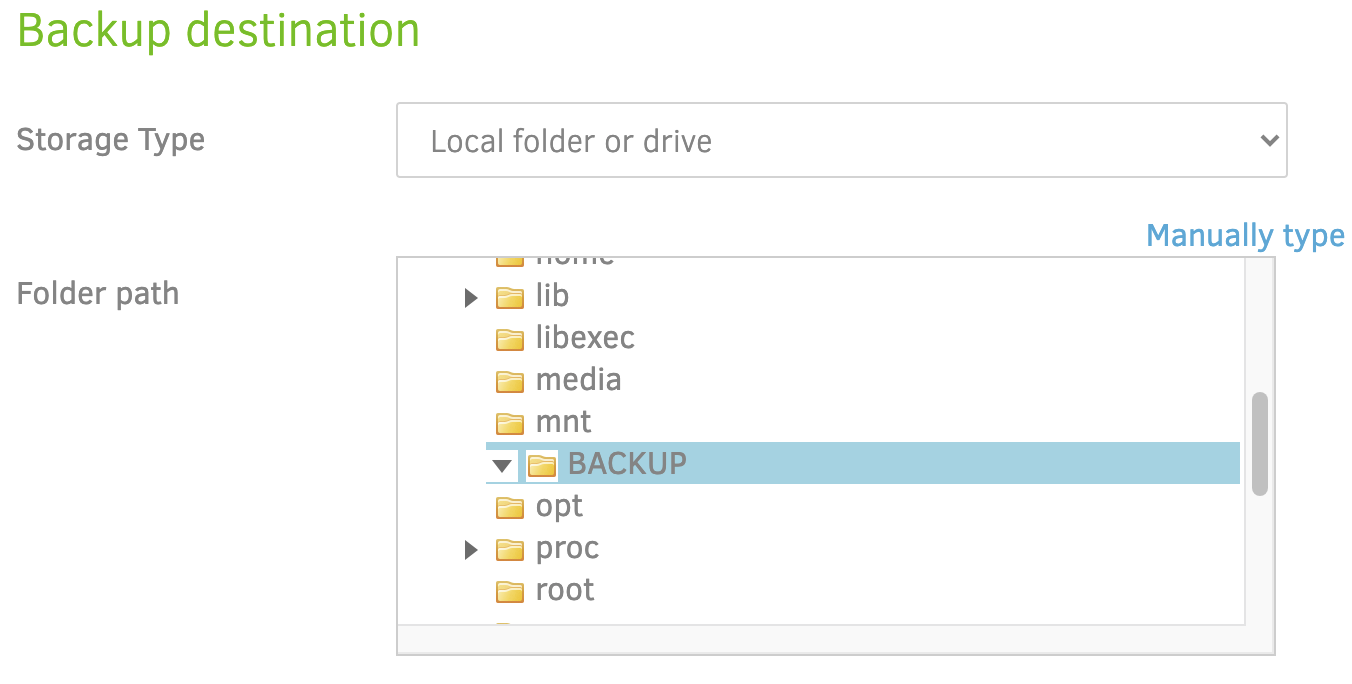 Backup destination
Storage Type
Local folder or drive
Manually type
Folder path
home
lib
libexec
media
mnt
BACKUP
opt
proc
root